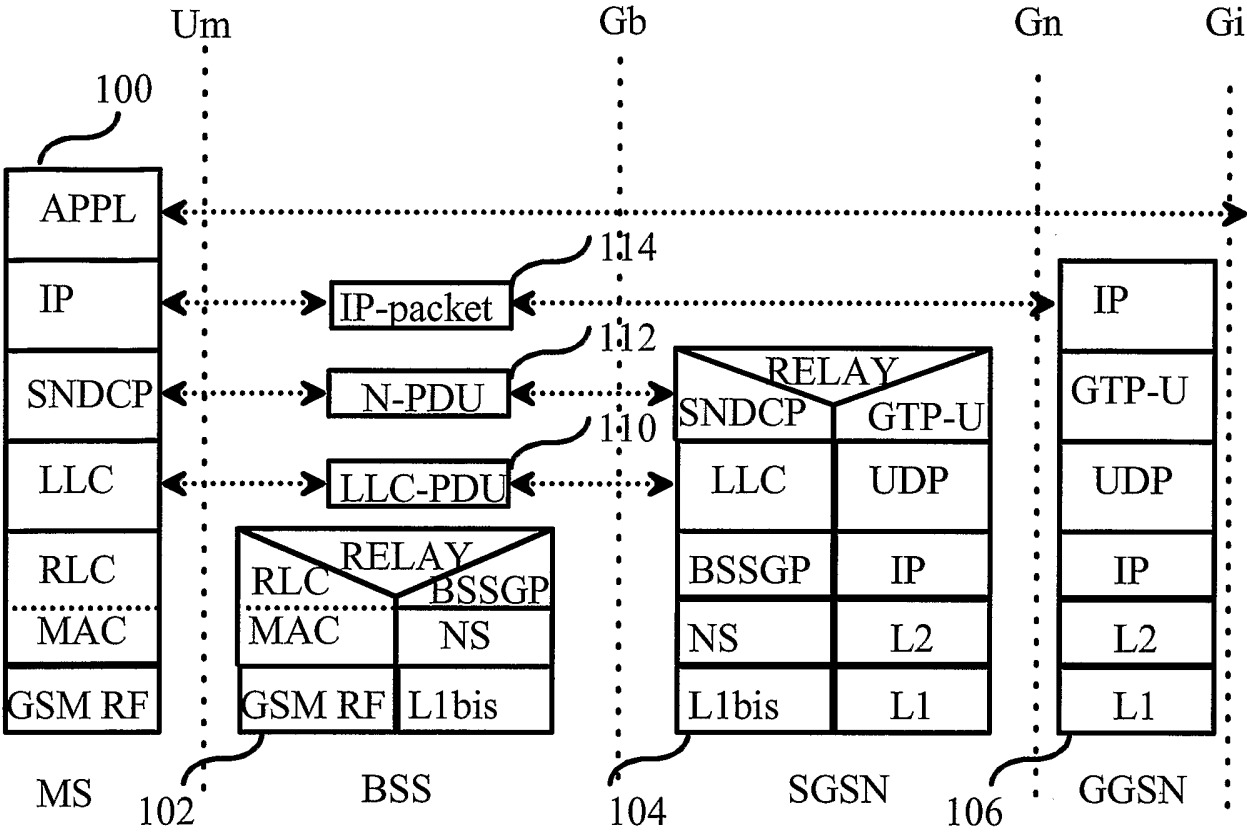 Um Gb Gn Gi
100
APPL
114
IP IP-packet IP
112
RELAY
SNDCP N-PDU SNDCP GTP-U GTP-U
110
LLC LLC-PDU LLC UDP UDP
RELAY
RLC RLC BSSGP BSSGP IP IP
MAC MAC NS NS L2 L2
GSM RF GSM RF L1bis L1bis L1 L1
MS 102 BSS 104 SGSN 106 GGSN